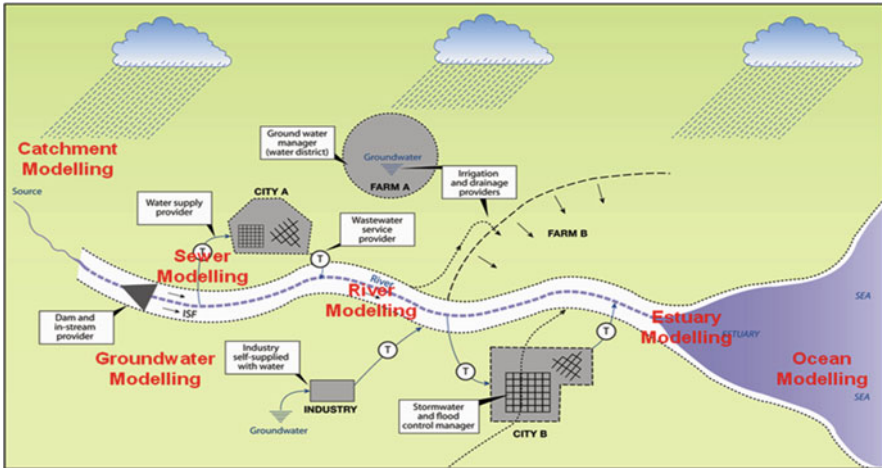 Catchment
Modelling
Source
Water supply
provider
CITY A
Ground water
manager
(water district)
Groundwater
FARM A
Irrigation
and drainage
providers
FARM B
Wastewater
service
provider
T
Sewer
Modelling
T
River
River
Modelling
ISF
Dam and
in-stream
provider
Groundwater
Modelling
Industry
self-supplied
with water
T
INDUSTRY
Groundwater
T
Stormwater
and flood
control manager
CITY B
T
Estuary
Modelling
ESTUARY
SEA
Ocean
Modelling
SEA